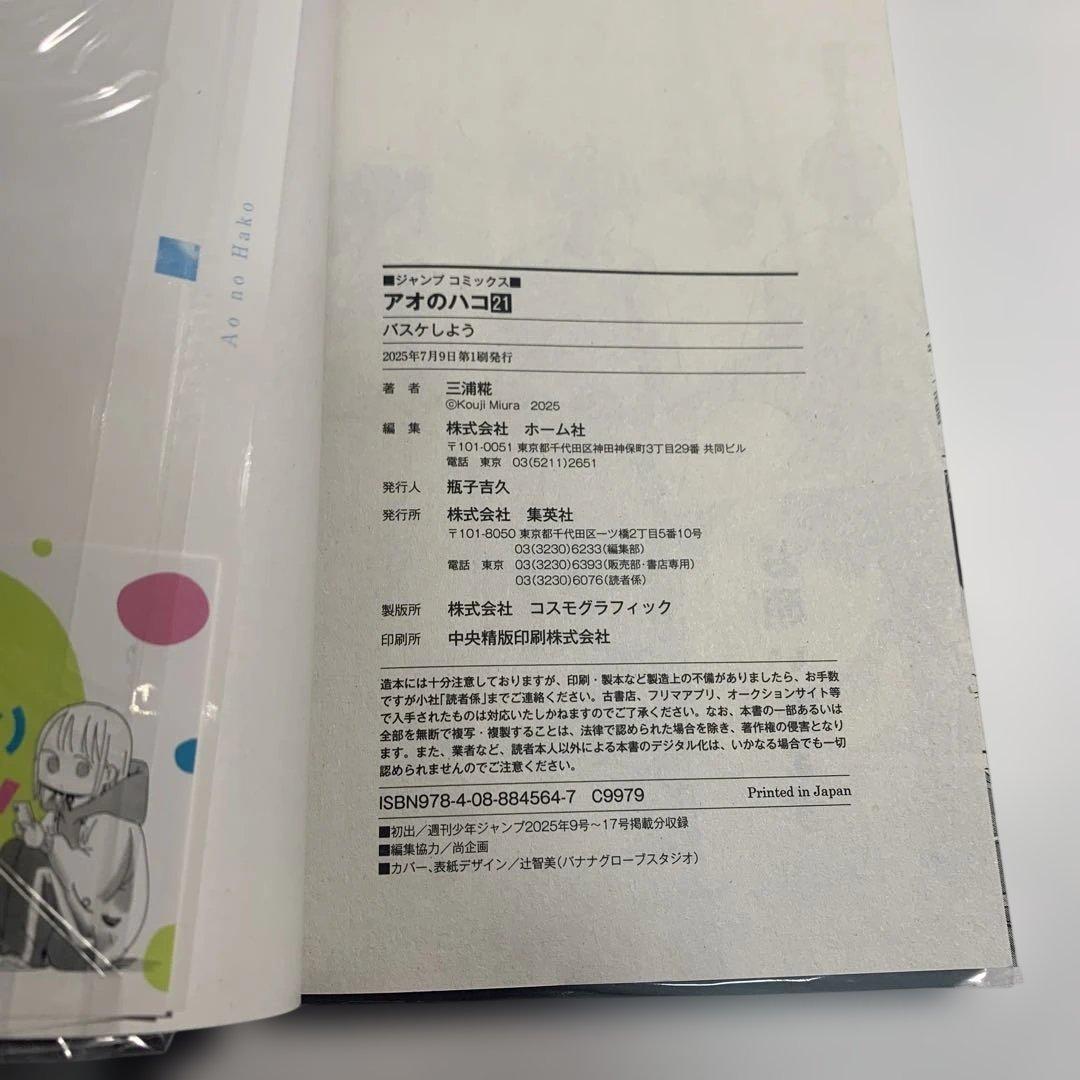 Ao no Hako
■ジャンプ コミックス■
アオのハコ21
バスケしよう
2025年7月9日第1刷発行
著 者 三浦糀
©Kouji Miura 2025
編 集 株式会社 ホーム社
〒101-0051 東京都千代田区神田神保町3丁目29番 共同ビル
電話 東京 03(5211)2651
発行人 瓶子吉久
発行所 株式会社 集英社
〒101-8050 東京都千代田区一ツ橋2丁目5番10号
03(3230)6233(編集部)
電話 東京 03(3230)6393(販売部・書店専用)
03(3230)6076(読者係)
製版所 株式会社 コスモグラフィック
印刷所 中央精版印刷株式会社
造本には十分注意しておりますが、印刷・製本など製造上の不備がありましたら、お手数
ですが小社「読者係」までご連絡ください。古書店、フリマアプリ、オークションサイト等
で入手されたものは対応いたしかねますのでご了承ください。なお、本書の一部あるいは
全部を無断で複写・複製することは、法律で認められた場合を除き、著作権の侵害となり
ます。また、業者など、読者本人以外による本書のデジタル化は、いかなる場合でも一切
認められませんのでご注意ください。
ISBN978-4-08-884564-7 C9979 Printed in Japan
■初出/週刊少年ジャンプ2025年9号〜17号掲載分収録
■編集協力/尚企画
■カバー、表紙デザイン/辻智美(バナナグローブスタジオ)